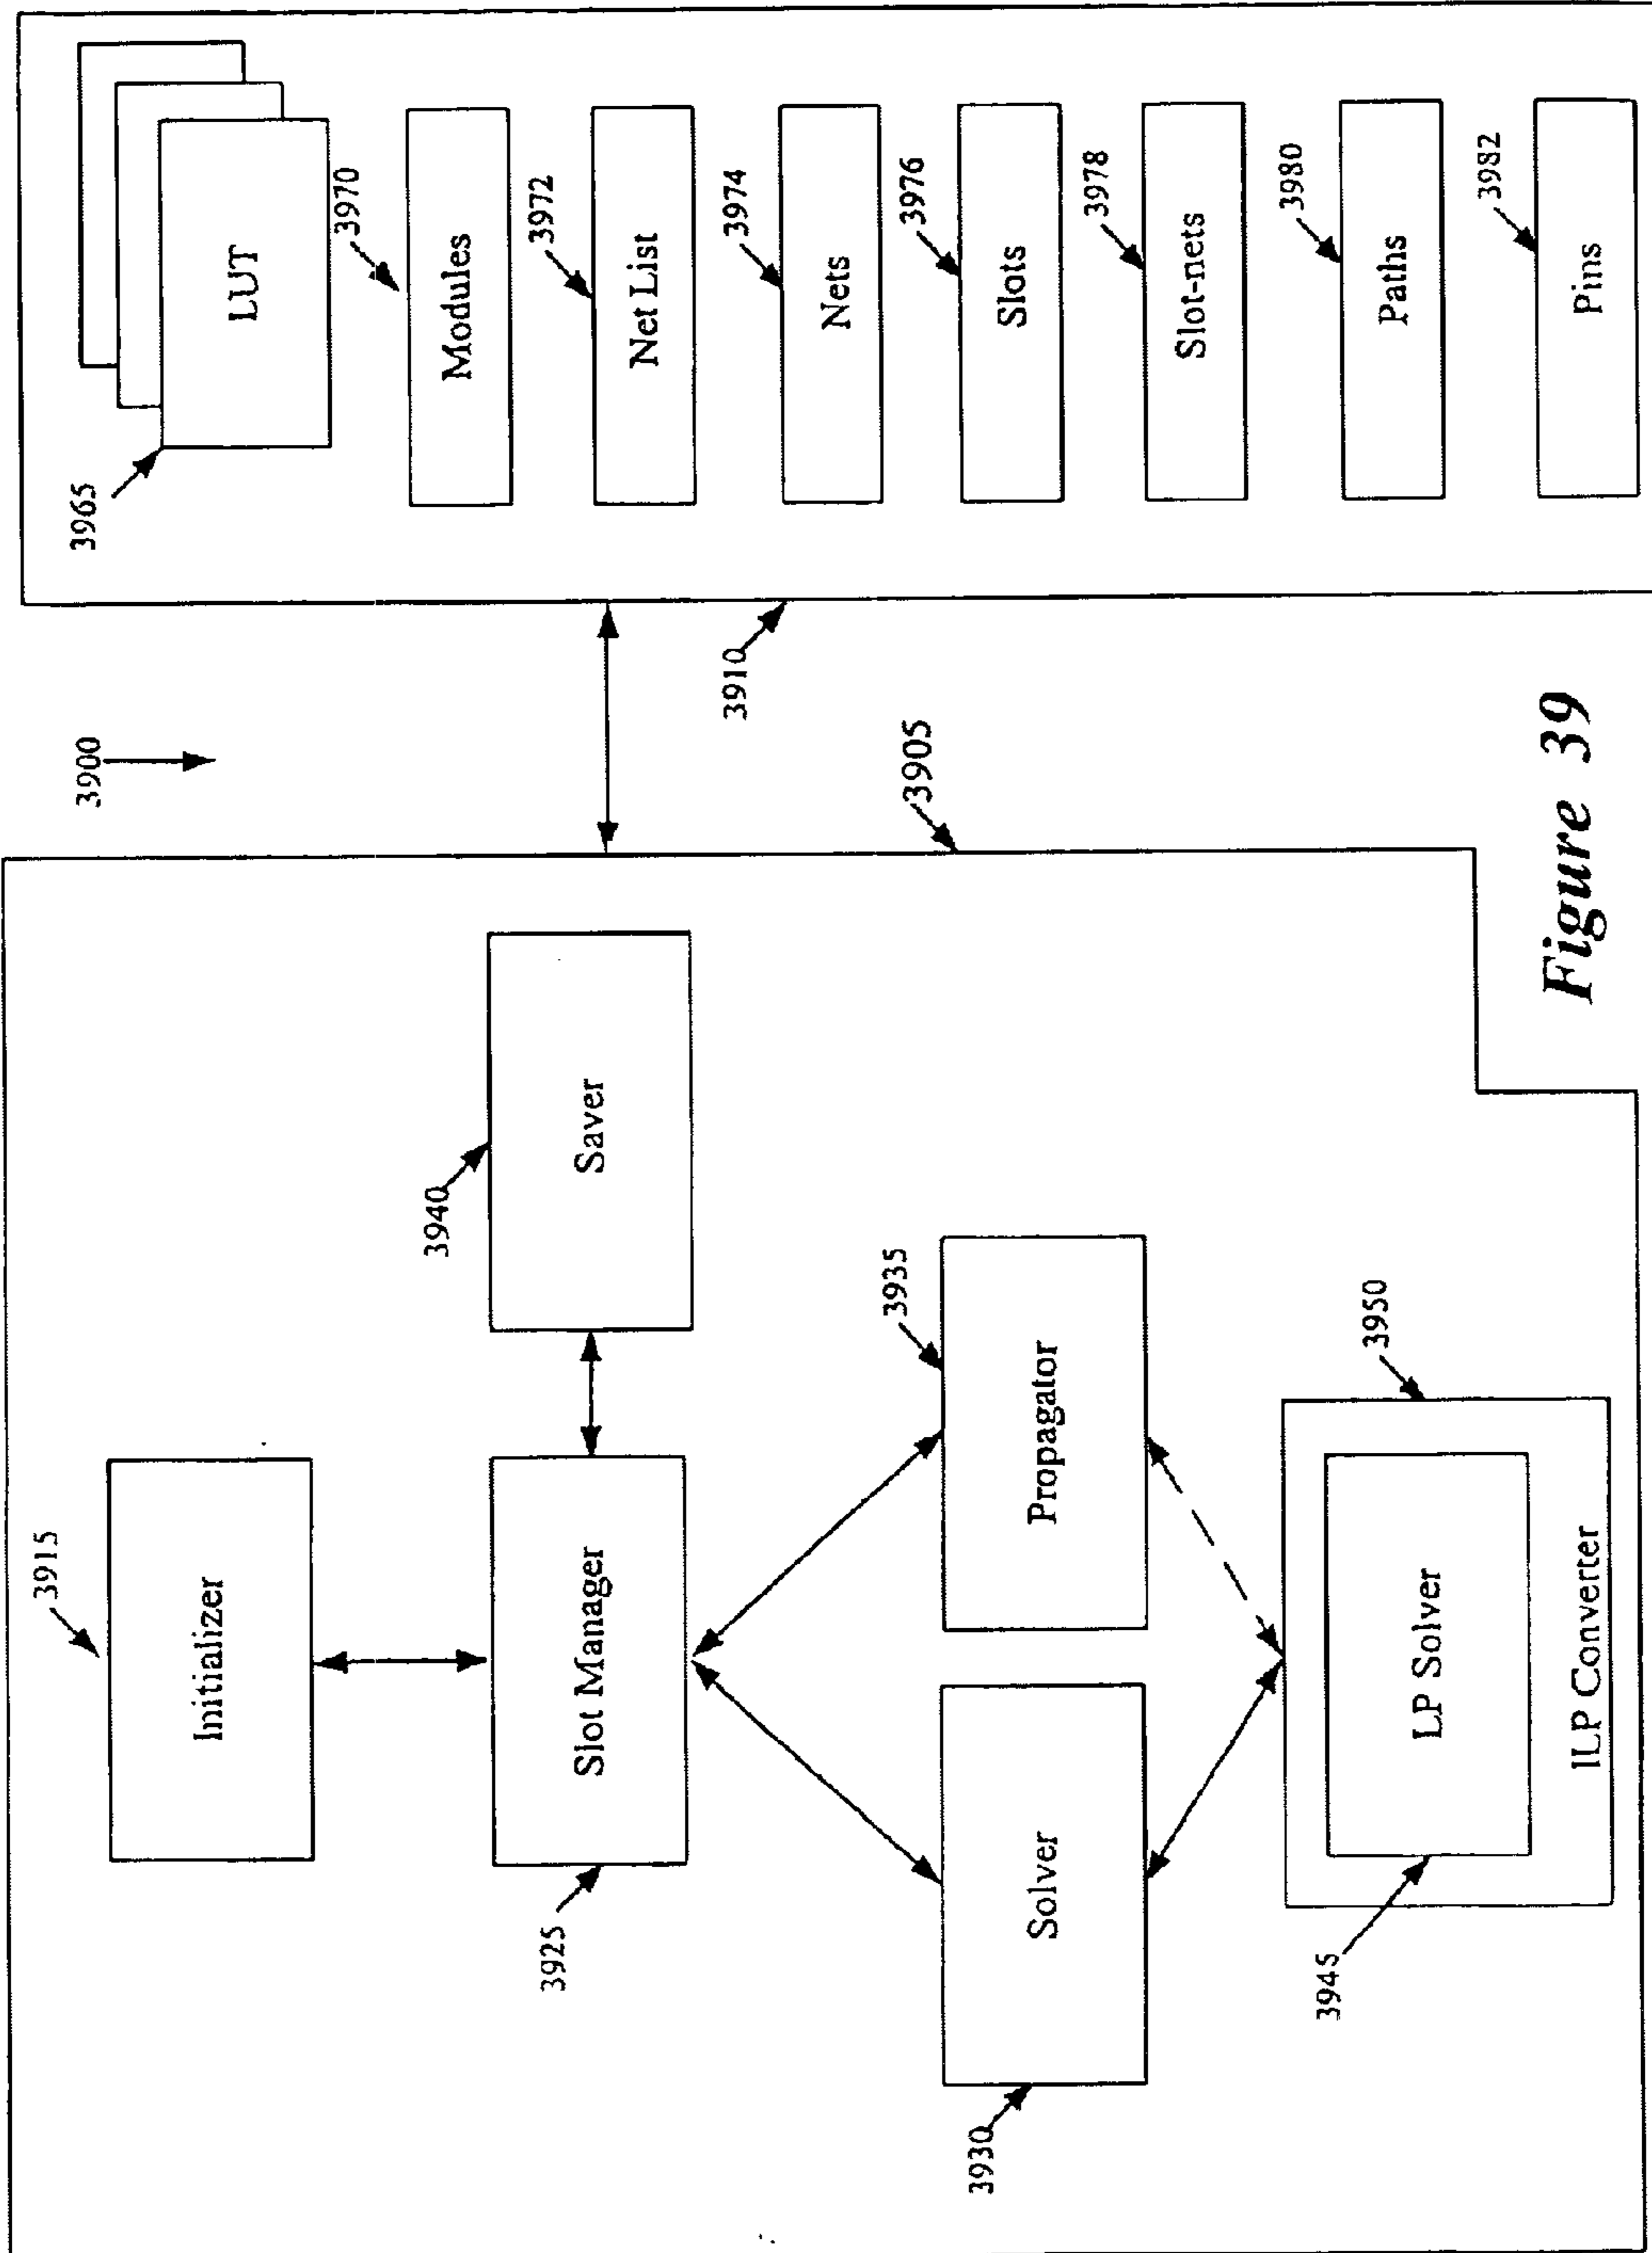 3900
3905
3915
Initializer
3925
Slot Manager
3940
Saver
3930
Solver
3935
Propagator
3945
LP Solver
ILP Converter
3950
3910
3965
LUT
3970
Modules
3972
Net List
3974
Nets
3976
Slots
3978
Slot-nets
3980
Paths
3982
Pins
Figure 39